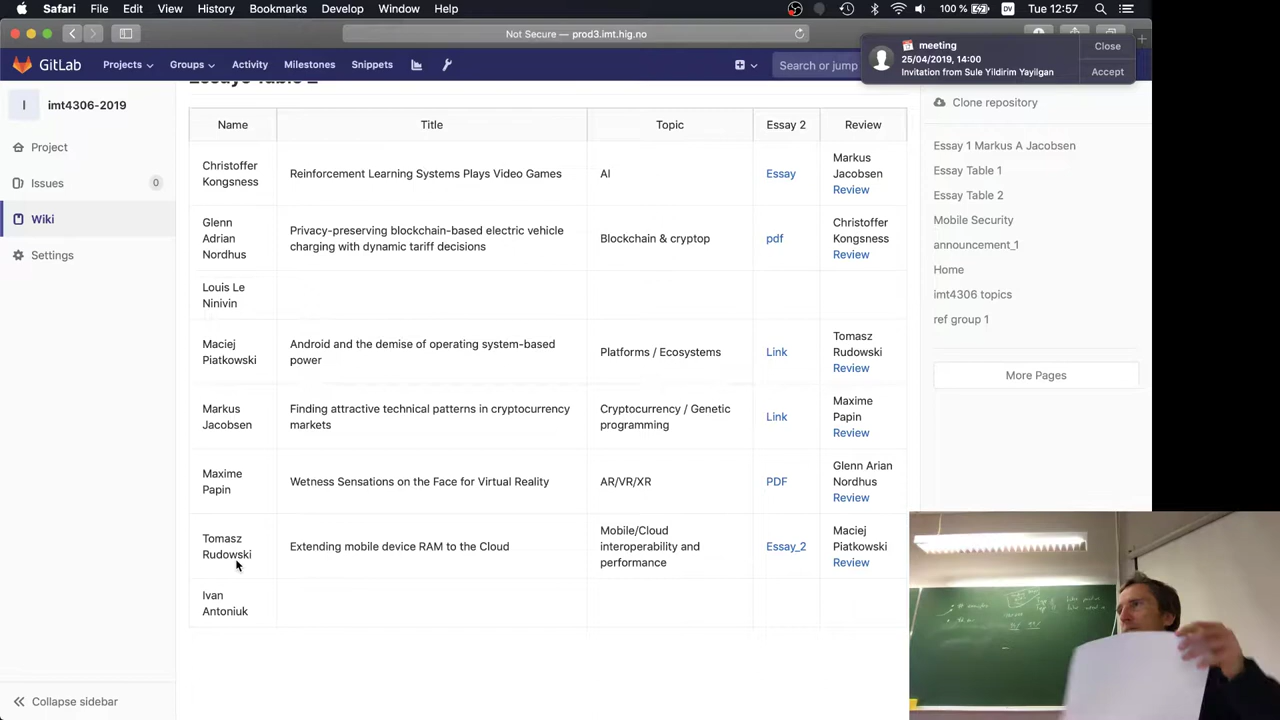 Safari File Edit View History Bookmarks Develop Window Help 100 % DV Tue 12:57
Not Secure — prod3.imt.hig.no
GitLab Projects Groups Activity Milestones Snippets Search or jump
meeting
25/04/2019, 14:00
Invitation from Sule Yildirim Yayilgan
Close
Accept
I imt4306-2019
Project
Issues 0
Wiki
Settings
Collapse sidebar
Essays Table 2
Name Title Topic Essay 2 Review
Christoffer
Kongsness
Reinforcement Learning Systems Plays Video Games
AI
Essay
Markus
Jacobsen
Review
Glenn
Adrian
Nordhus
Privacy-preserving blockchain-based electric vehicle
charging with dynamic tariff decisions
Blockchain & cryptop
pdf
Christoffer
Kongsness
Review
Louis Le
Ninivin
Maciej
Piatkowski
Android and the demise of operating system-based
power
Platforms / Ecosystems
Link
Tomasz
Rudowski
Review
Markus
Jacobsen
Finding attractive technical patterns in cryptocurrency
markets
Cryptocurrency / Genetic
programming
Link
Maxime
Papin
Review
Maxime
Papin
Wetness Sensations on the Face for Virtual Reality
AR/VR/XR
PDF
Glenn Arian
Nordhus
Review
Tomasz
Rudowski
Extending mobile device RAM to the Cloud
Mobile/Cloud
interoperability and
performance
Essay_2
Maciej
Piatkowski
Review
Ivan
Antoniuk
Clone repository
Essay 1 Markus A Jacobsen
Essay Table 1
Essay Table 2
Mobile Security
announcement_1
Home
imt4306 topics
ref group 1
More Pages